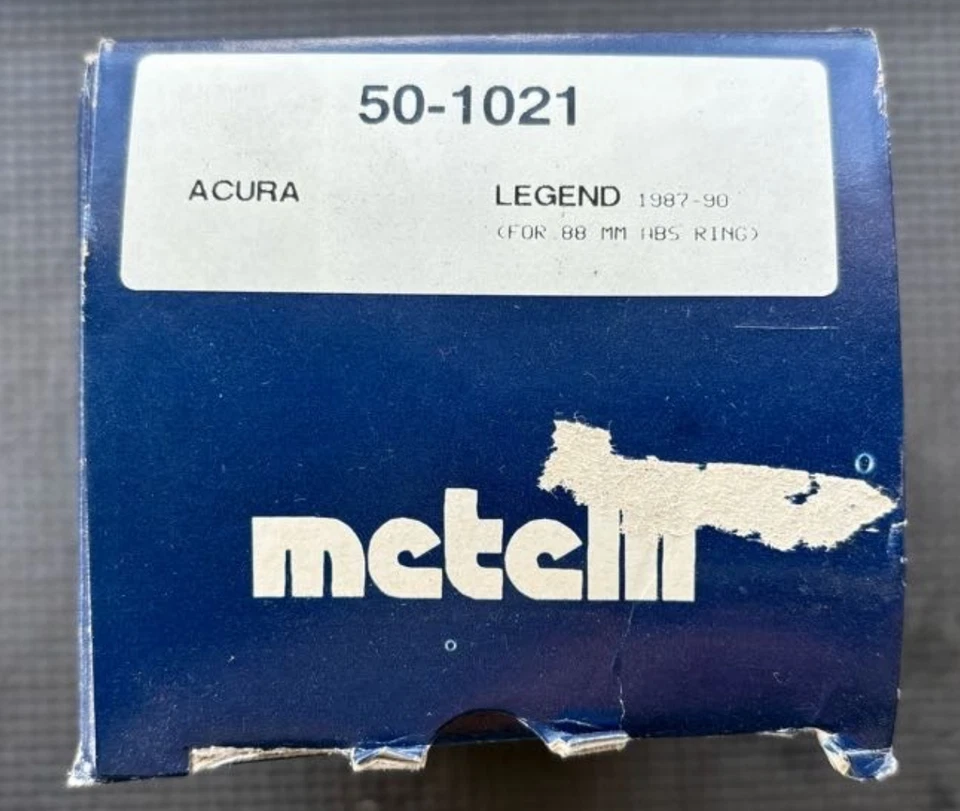 50-1021
ACURA LEGEND 1987-90
(FOR 88 MM ABS RING)
metelli